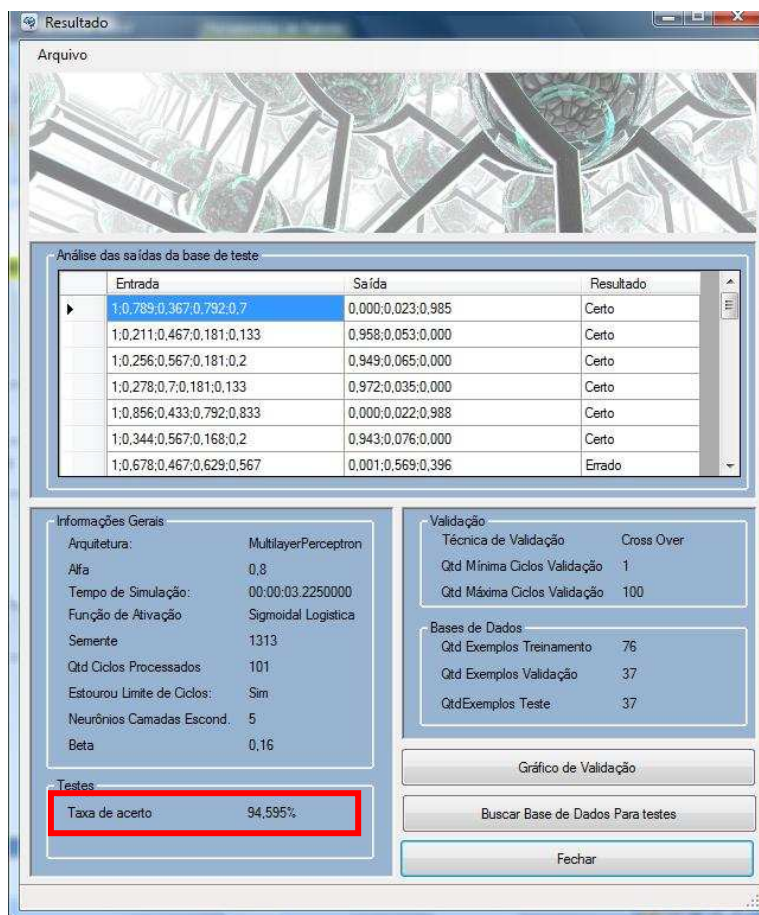 Resultado
Arquivo
Análise das saídas da base de teste
Entrada Saída Resultado
1;0,789;0,367;0,792;0,7 0,000;0,023;0,985 Certo
1;0,211;0,467;0,181;0,133 0,958;0,053;0,000 Certo
1;0,256;0,567;0,181;0,2 0,949;0,065;0,000 Certo
1;0,278;0,7;0,181;0,133 0,972;0,035;0,000 Certo
1;0,856;0,433;0,792;0,833 0,000;0,022;0,988 Certo
1;0,344;0,567;0,168;0,2 0,943;0,076;0,000 Certo
1;0,678;0,467;0,629;0,567 0,001;0,569;0,396 Errado
Informações Gerais
Arquitetura: MultilayerPerceptron
Alfa 0,8
Tempo de Simulação: 00:00:03.2250000
Função de Ativação Sigmoidal Logistica
Semente 1313
Qtd Ciclos Processados 101
Estourou Limite de Ciclos: Sim
Neurônios Camadas Escond. 5
Beta 0,16
Testes
Taxa de acerto 94,595%
Validação
Técnica de Validação Cross Over
Qtd Mínima Ciclos Validação 1
Qtd Máxima Ciclos Validação 100
Bases de Dados
Qtd Exemplos Treinamento 76
Qtd Exemplos Validação 37
QtdExemplos Teste 37
Gráfico de Validação
Buscar Base de Dados Para testes
Fechar